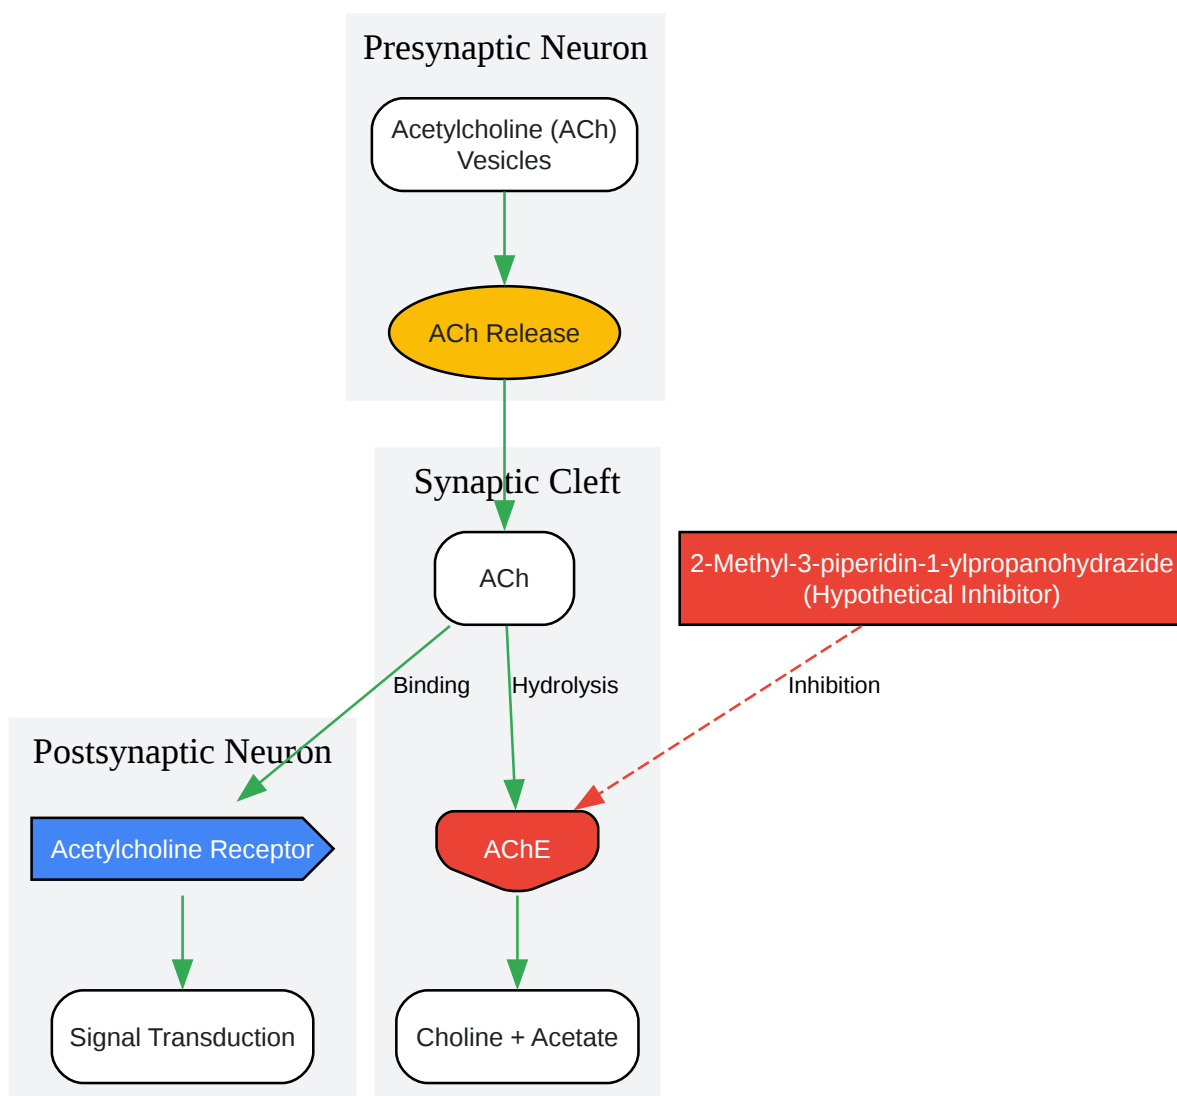 Presynaptic Neuron
Acetylcholine (ACh)
Vesicles
ACh Release
Synaptic Cleft
ACh
2-Methyl-3-piperidin-1-ylpropanohydrazide
(Hypothetical Inhibitor)
Binding
Hydrolysis
Inhibition
Postsynaptic Neuron
Acetylcholine Receptor
AChE
Signal Transduction
Choline + Acetate